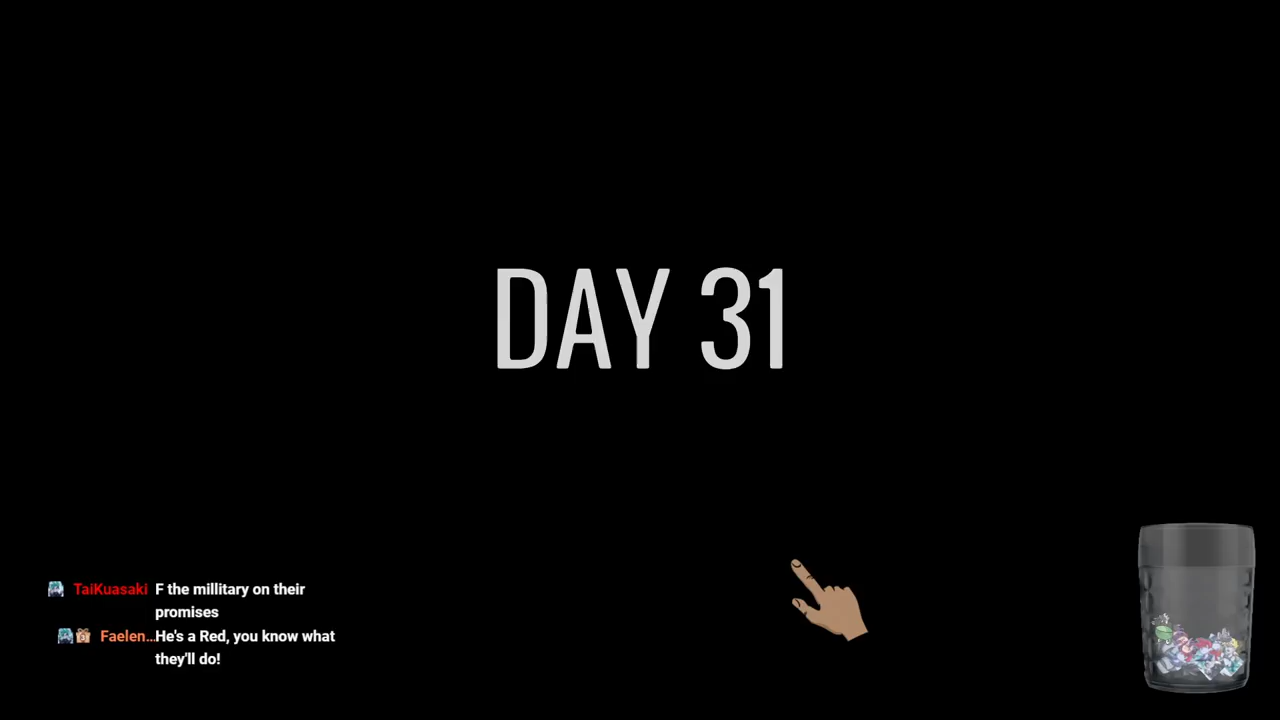 DAY 31
TaiKuasaki F the millitary on their
promises
Faelen... He's a Red, you know what
they'll do!